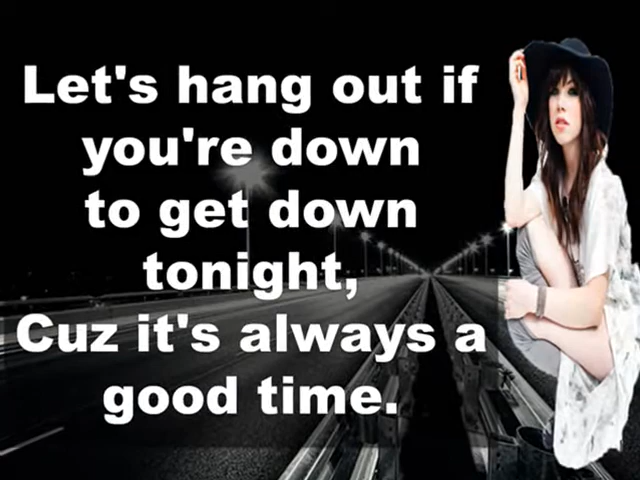 Let's hang out if
you're down
to get down
tonight,
Cuz it's always a
good time.